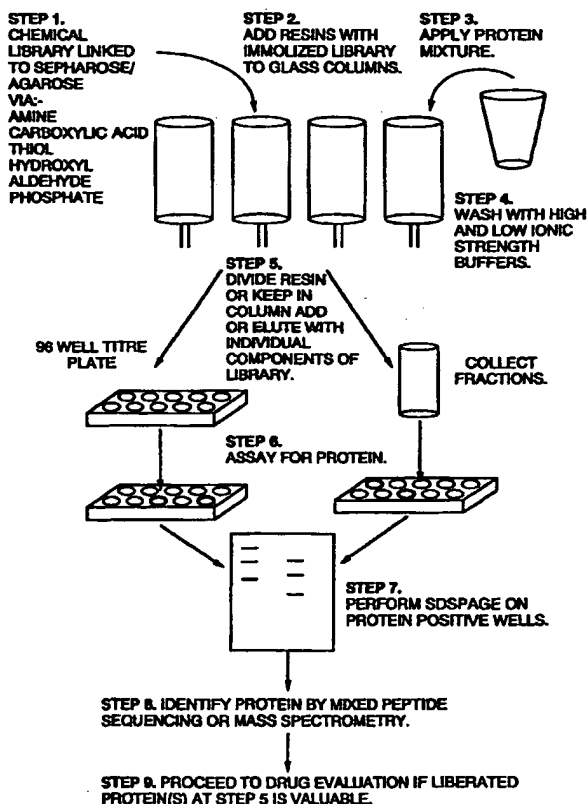 STEP 1.
CHEMICAL
LIBRARY LINKED
TO SEPHAROSE/
AGAROSE
VIA:-
AMINE
CARBOXYLIC ACID
THIOL
HYDROXYL
ALDEHYDE
PHOSPHATE
STEP 2.
ADD RESINS WITH
IMMOLIZED LIBRARY
TO GLASS COLUMNS.
STEP 3.
APPLY PROTEIN
MIXTURE.
STEP 4.
WASH WITH HIGH
AND LOW IONIC
STRENGTH
BUFFERS.
STEP 5.
DIVIDE RESIN
OR KEEP IN
COLUMN ADD
OR ELUTE WITH
INDIVIDUAL
COMPONENTS OF
LIBRARY.
96 WELL TITRE
PLATE
COLLECT
FRACTIONS.
STEP 6.
ASSAY FOR PROTEIN.
STEP 7.
PERFORM SDSPAGE ON
PROTEIN POSITIVE WELLS.
STEP 8. IDENTIFY PROTEIN BY MIXED PEPTIDE
SEQUENCING OR MASS SPECTROMETRY.
STEP 9. PROCEED TO DRUG EVALUATION IF LIBERATED
PROTEIN(S) AT STEP 5 IS VALUABLE.